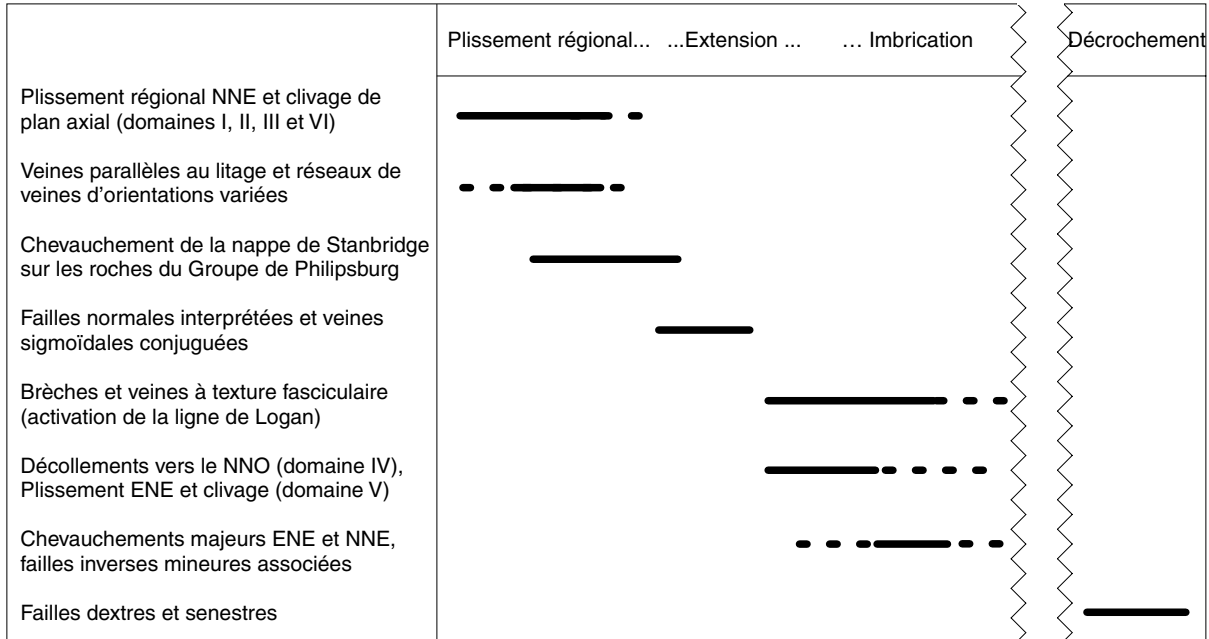 Plissement régional... ...Extension ... ... Imbrication Décrochement
Plissement régional NNE et clivage de
plan axial (domaines I, II, III et VI)
Veines parallèles au litage et réseaux de
veines d'orientations variées
Chevauchement de la nappe de Stanbridge
sur les roches du Groupe de Philipsburg
Failles normales interprétées et veines
sigmoïdales conjuguées
Brèches et veines à texture fasciculaire
(activation de la ligne de Logan)
Décollements vers le NNO (domaine IV),
Plissement ENE et clivage (domaine V)
Chevauchements majeurs ENE et NNE,
failles inverses mineures associées
Failles dextres et senestres